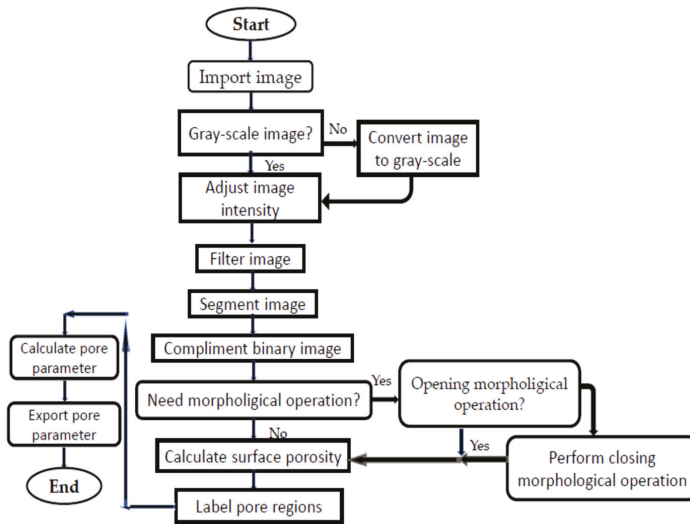 Start
Import image
Gray-scale image?
No
Convert image
to gray-scale
Yes
Adjust image
intensity
Filter image
Segment image
Compliment binary image
Need morpholigical operation?
Yes
Opening morpholigical
operation?
No
Yes
Calculate surface porosity
Perform closing
morphological operation
Label pore regions
Calculate pore
parameter
Export pore
parameter
End